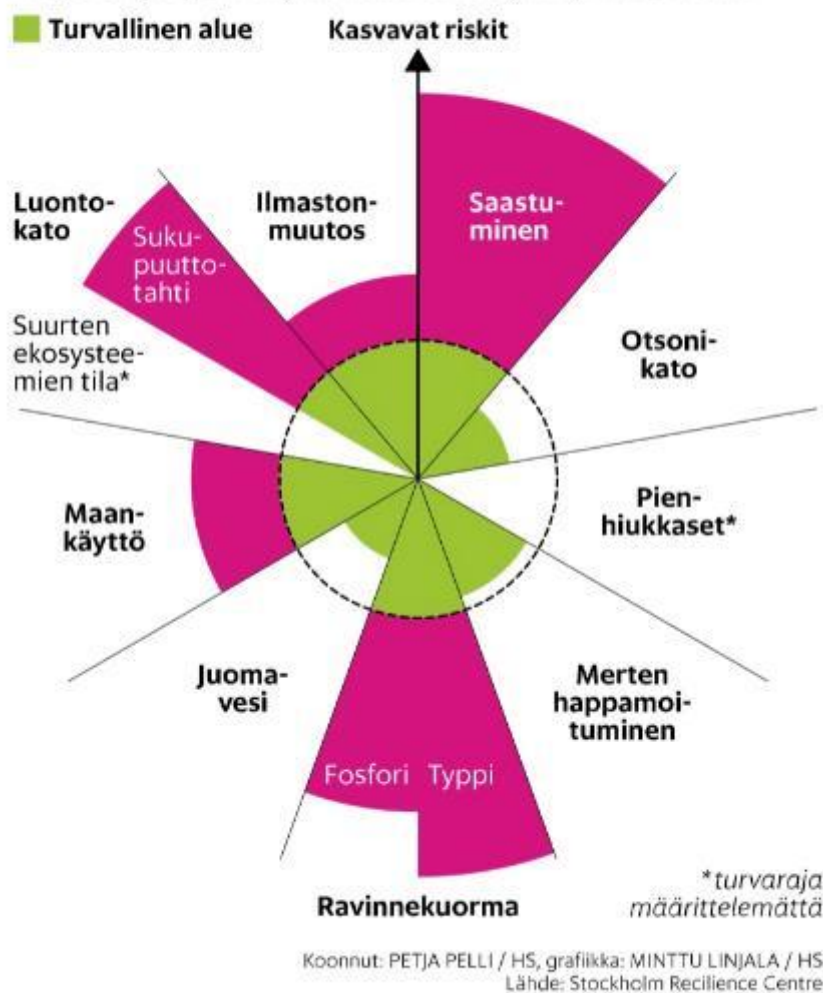 Turvallinen alue
Kasvavat riskit
Luonto-
kato
Suku-
puutto-
tahti
Ilmaston-
muutos
Saastu-
minen
Suurten
ekosystee-
mien tila*
Otsoni-
kato
Maan-
käyttö
Pien-
hiukkaset*
Juoma-
vesi
Merten
happamoi-
tuminen
Fosfori
Typpi
Ravinnekuorma
*turvaraja
määrittelemättä
Koonnut: PETJA PELLI / HS, grafiikka: MINTTU LINJALA / HS
Lähde: Stockholm Recilience Centre